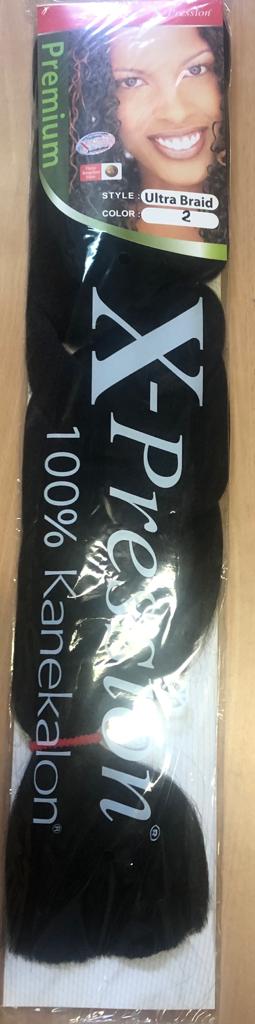 Pression
Premium
STYLE : Ultra Braid
COLOR : 2
X-Pression®
100% Kanekalon®